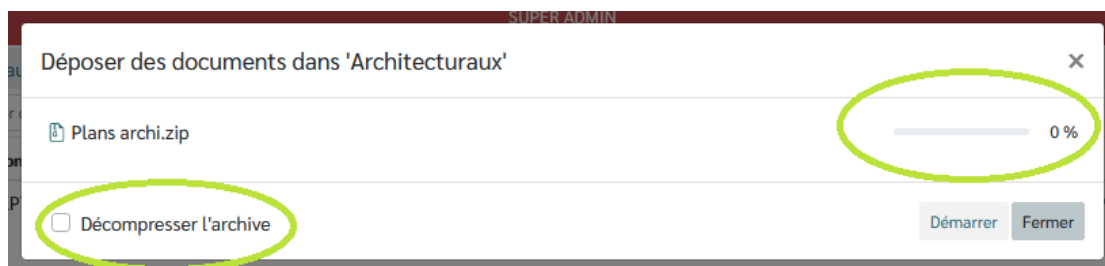 SUPER ADMIN
Déposer des documents dans 'Architecturaux'
×
Plans archi.zip
0 %
Décompresser l'archive
Démarrer
Fermer